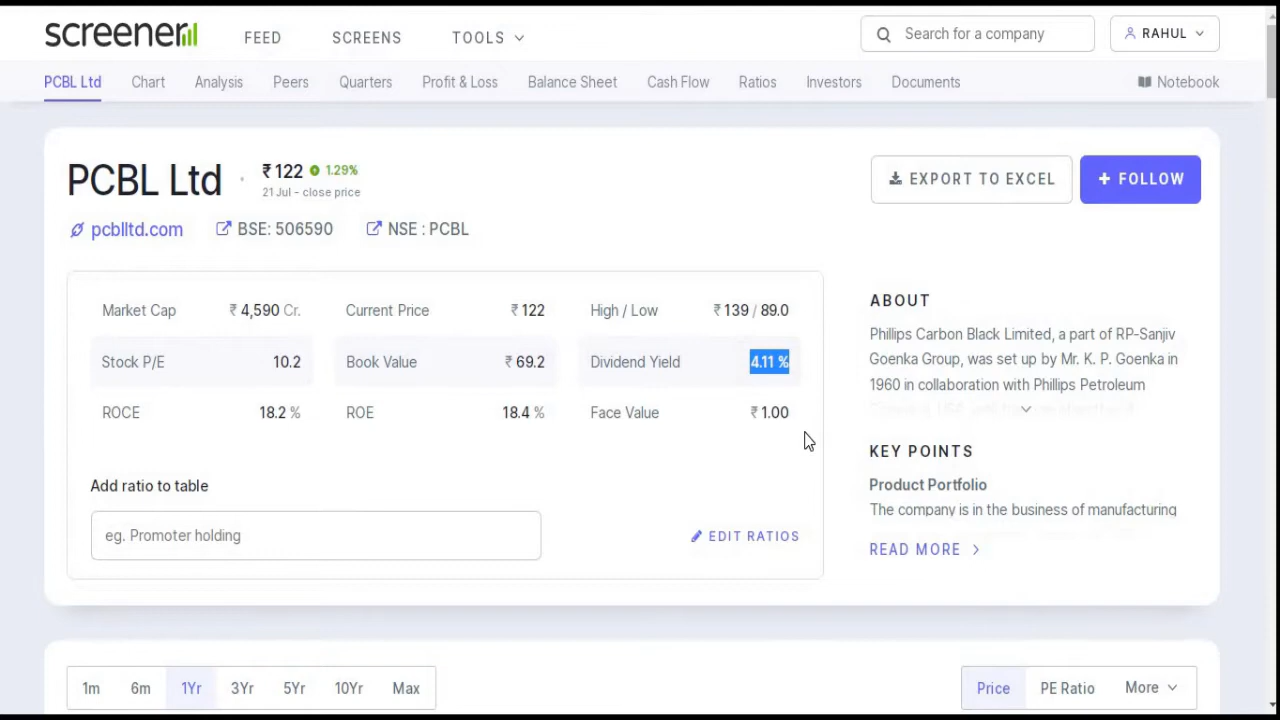 screener FEED SCREENS TOOLS Search for a company RAHUL
PCBL Ltd Chart Analysis Peers Quarters Profit & Loss Balance Sheet Cash Flow Ratios Investors Documents Notebook
PCBL Ltd · ₹ 122 1.29%
21 Jul - close price
EXPORT TO EXCEL + FOLLOW
pcblltd.com BSE: 506590 NSE : PCBL
Market Cap ₹ 4,590 Cr. Current Price ₹ 122 High / Low ₹ 139 / 89.0
Stock P/E 10.2 Book Value ₹ 69.2 Dividend Yield 4.11 %
ROCE 18.2 % ROE 18.4 % Face Value ₹ 1.00
Add ratio to table
eg. Promoter holding EDIT RATIOS
ABOUT
Phillips Carbon Black Limited, a part of RP-Sanjiv
Goenka Group, was set up by Mr. K. P. Goenka in
1960 in collaboration with Phillips Petroleum
KEY POINTS
Product Portfolio
The company is in the business of manufacturing
READ MORE
1m 6m 1Yr 3Yr 5Yr 10Yr Max Price PE Ratio More